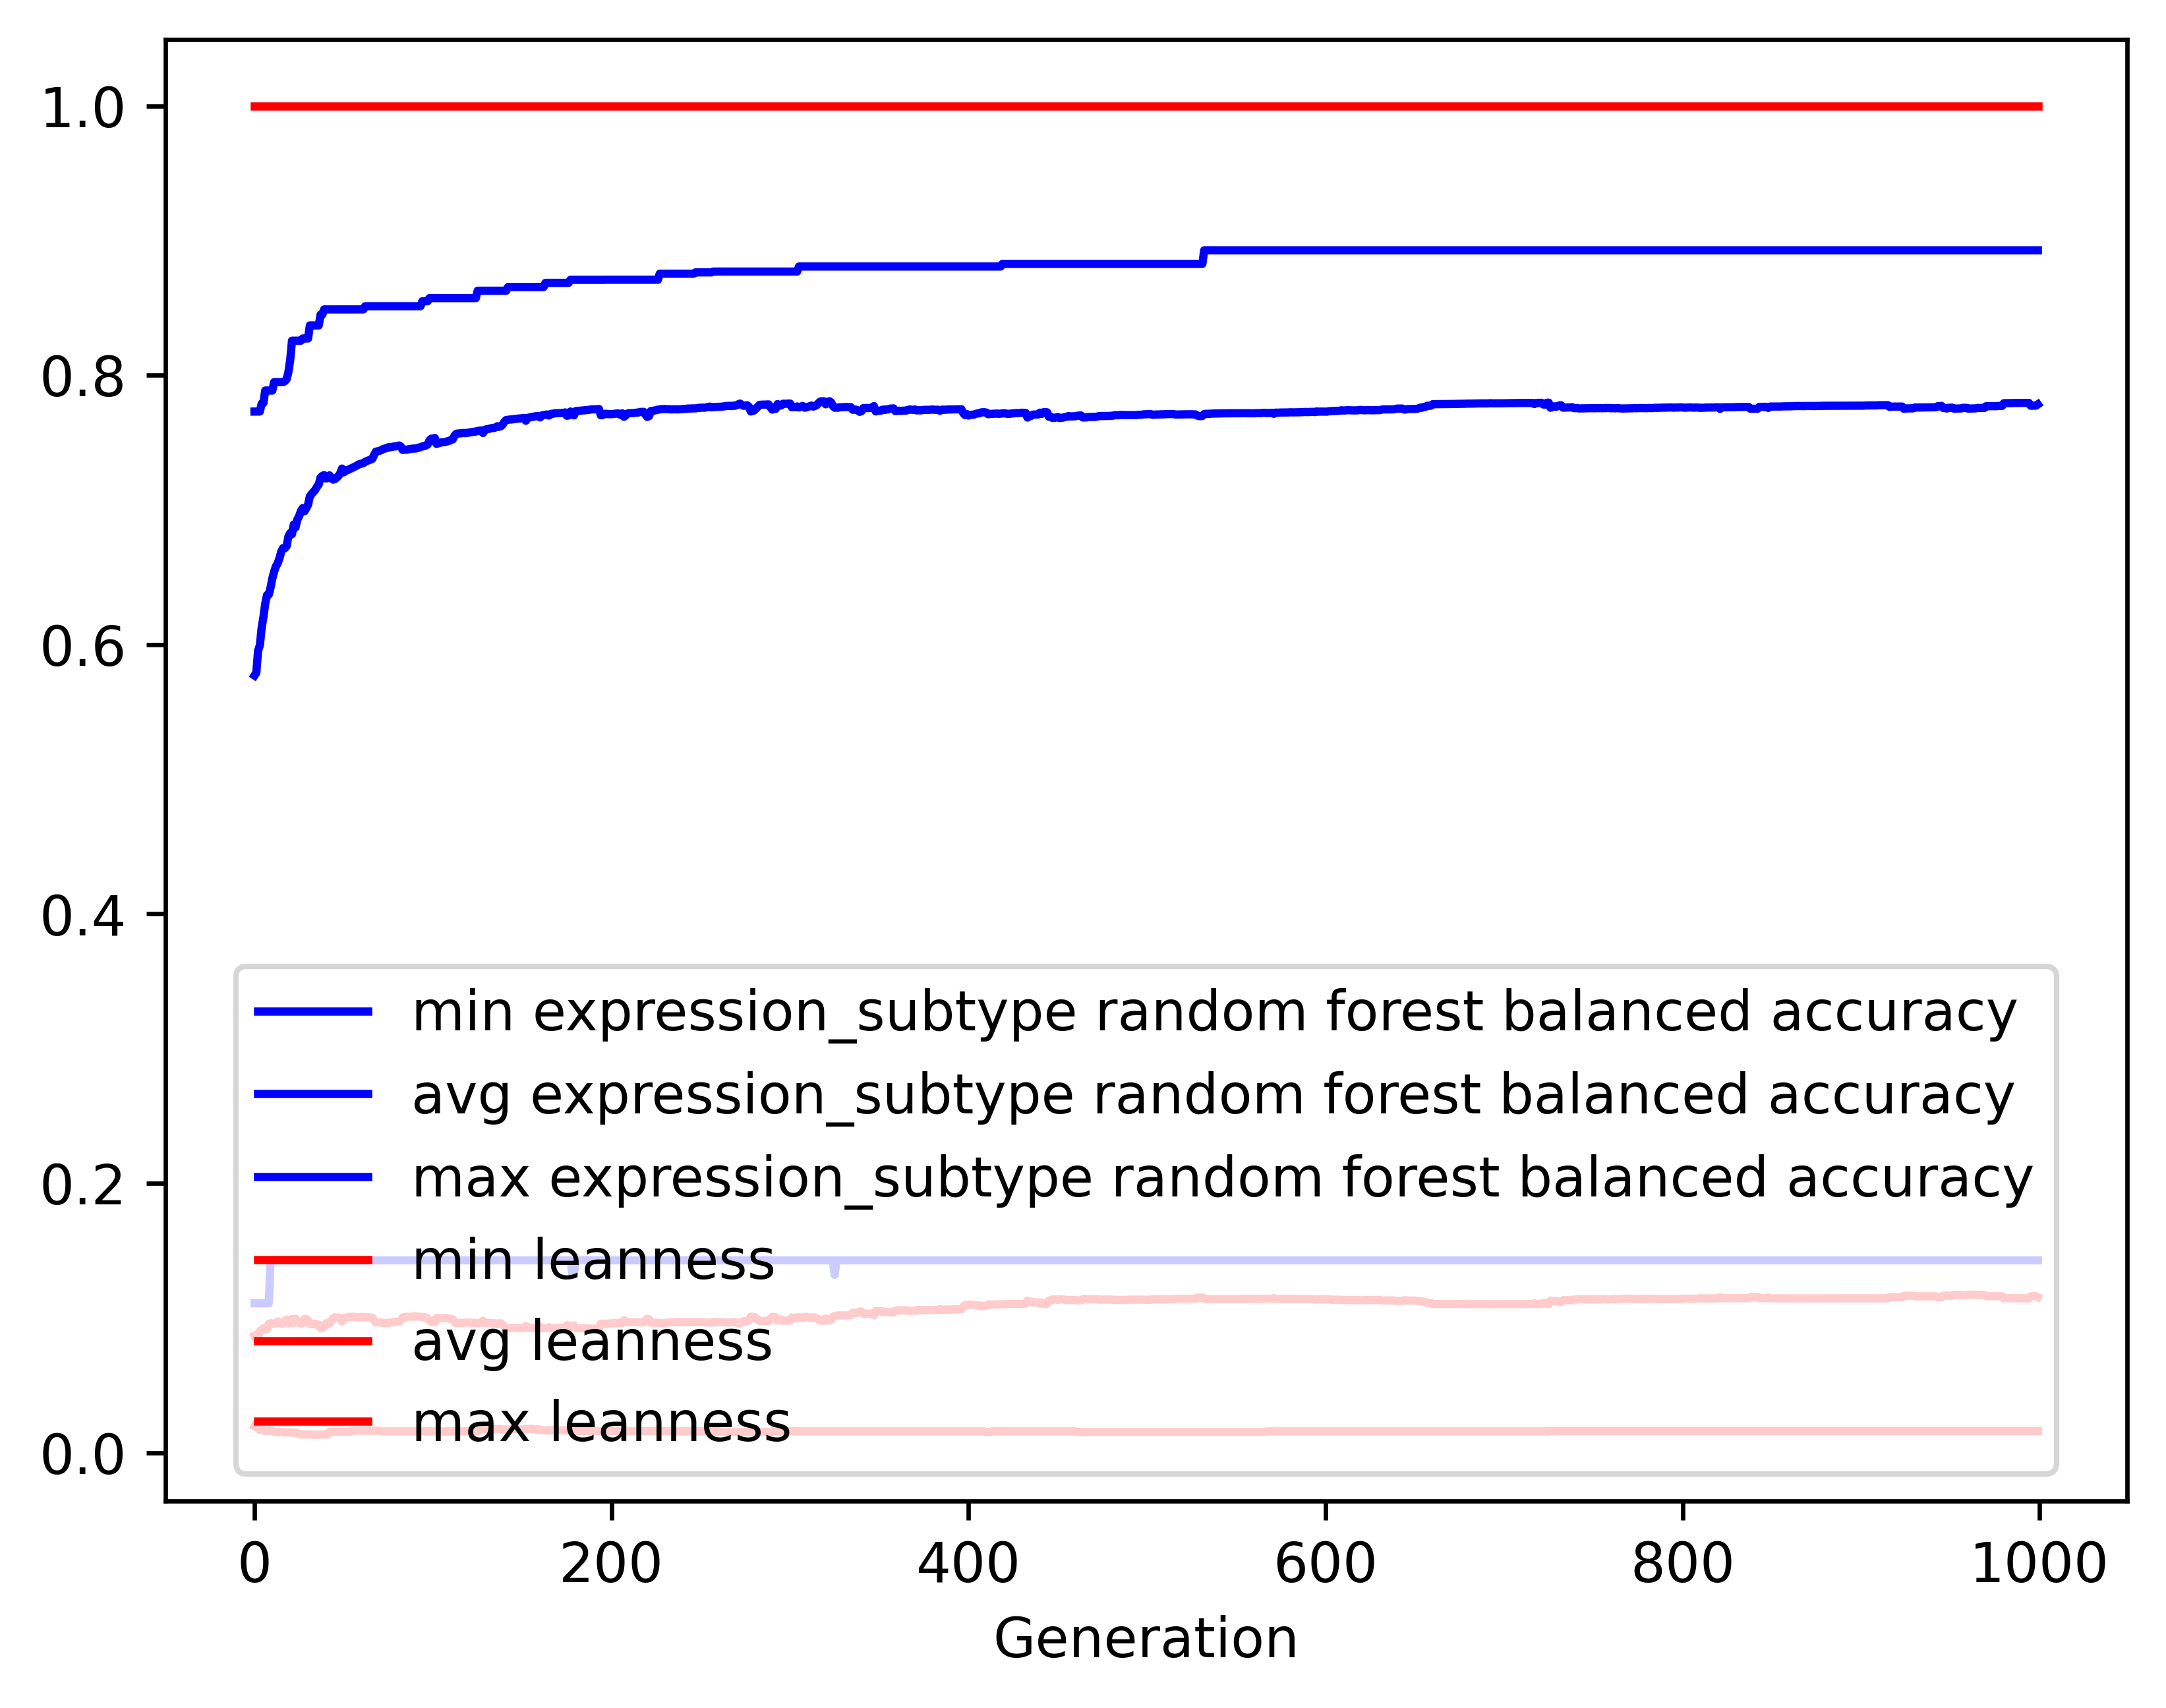 1.0
0.8
0.6
0.4
0.2
0.0
min expression_subtype random forest balanced accuracy
avg expression_subtype random forest balanced accuracy
max expression_subtype random forest balanced accuracy
min leanness
avg leanness
max leanness
0 200 400 600 800 1000
Generation